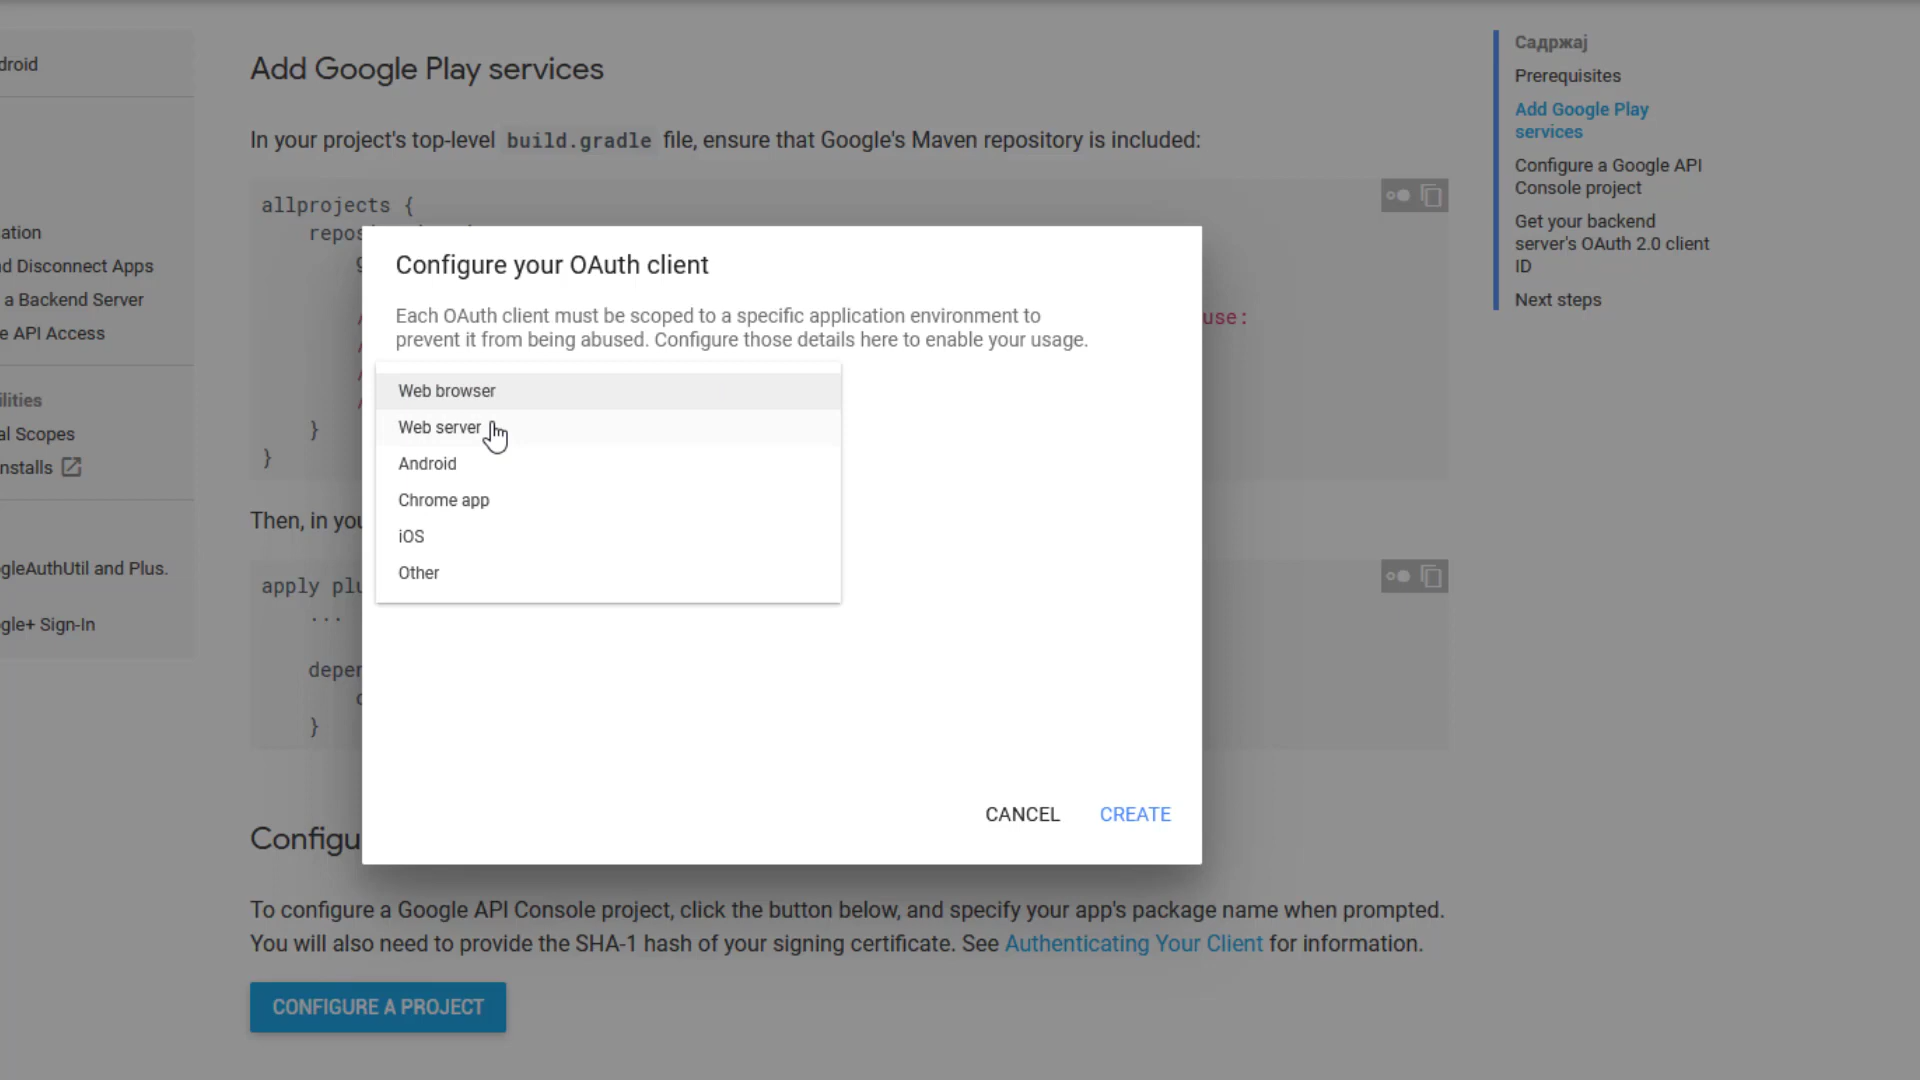 droid
ation
d Disconnect Apps
a Backend Server
e API Access
ilities
al Scopes
nstalls
gleAuthUtil and Plus.
gle+ Sign-In
Add Google Play services
In your project's top-level build.gradle file, ensure that Google's Maven repository is included:
allprojects {
repos
use:
}
}
Then, in you
apply plu
...
depen
}
Configu
To configure a Google API Console project, click the button below, and specify your app's package name when prompted.
You will also need to provide the SHA-1 hash of your signing certificate. See Authenticating Your Client for information.
CONFIGURE A PROJECT
Configure your OAuth client
Each OAuth client must be scoped to a specific application environment to
prevent it from being abused. Configure those details here to enable your usage.
Web browser
Web server
Android
Chrome app
iOS
Other
CANCEL
CREATE
Садржај
Prerequisites
Add Google Play
services
Configure a Google API
Console project
Get your backend
server's OAuth 2.0 client
ID
Next steps